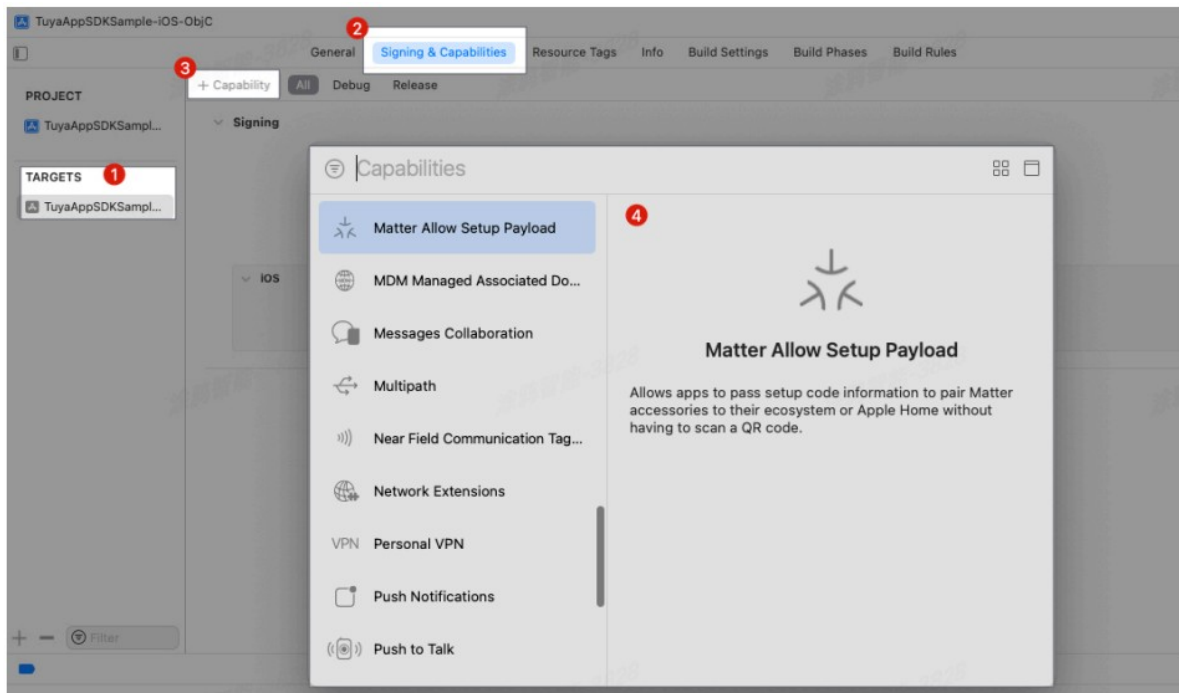 TuyaAppSDKSample-iOS-ObjC
2
General
Signing & Capabilities
Resource Tags
Info
Build Settings
Build Phases
Build Rules
3
+ Capability
All
Debug
Release
PROJECT
TuyaAppSDKSampl...
Signing
TARGETS
1
TuyaAppSDKSampl...
iOS
Capabilities
Matter Allow Setup Payload
MDM Managed Associated Do...
Messages Collaboration
Multipath
Near Field Communication Tag...
Network Extensions
VPN Personal VPN
Push Notifications
Push to Talk
4
Matter Allow Setup Payload
Allows apps to pass setup code information to pair Matter
accessories to their ecosystem or Apple Home without
having to scan a QR code.
Filter